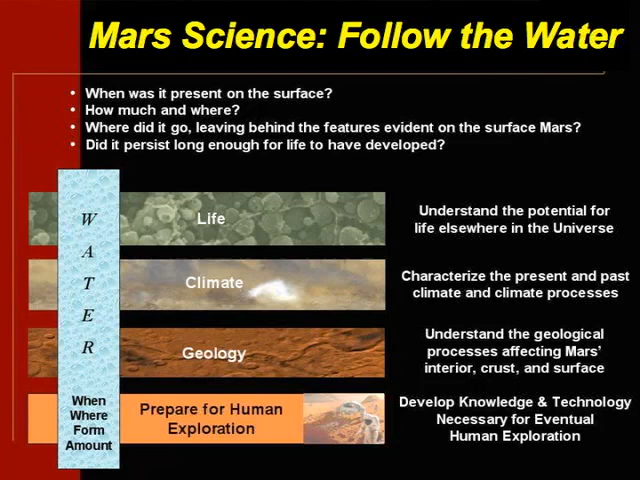 Mars Science: Follow the Water
• When was it present on the surface?
• How much and where?
• Where did it go, leaving behind the features evident on the surface Mars?
• Did it persist long enough for life to have developed?
W
A
T
E
R
When
Where
Form
Amount
Life
Understand the potential for
life elsewhere in the Universe
Climate
Characterize the present and past
climate and climate processes
Geology
Understand the geological
processes affecting Mars’
interior, crust, and surface
Prepare for Human
Exploration
Develop Knowledge & Technology
Necessary for Eventual
Human Exploration